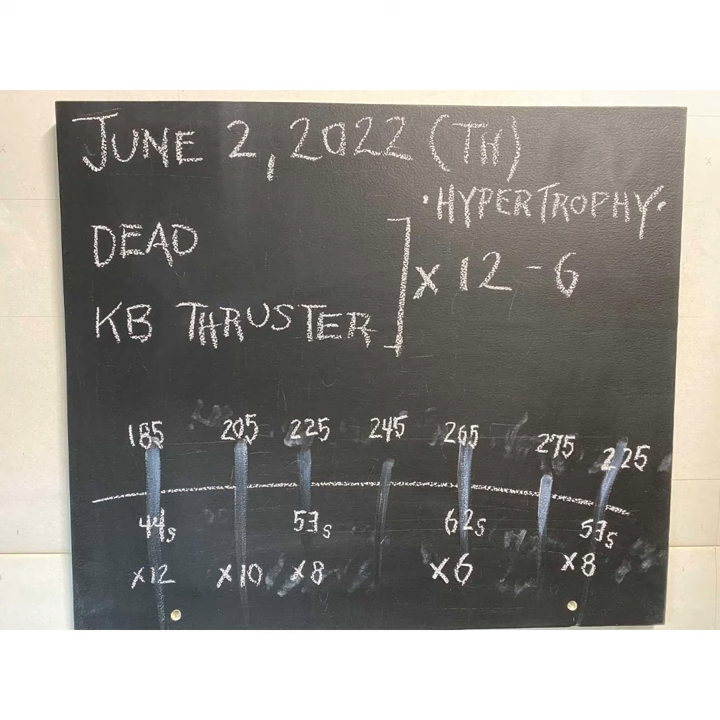 JUNE 2, 2022 (TH)
·HYPERTROPHY·
DEAD
KB THRUSTER
] x 12 - 6
185 205 225 245 265 275 225
44s 53s 62s 53s
x12 x10 x8 x6 x8